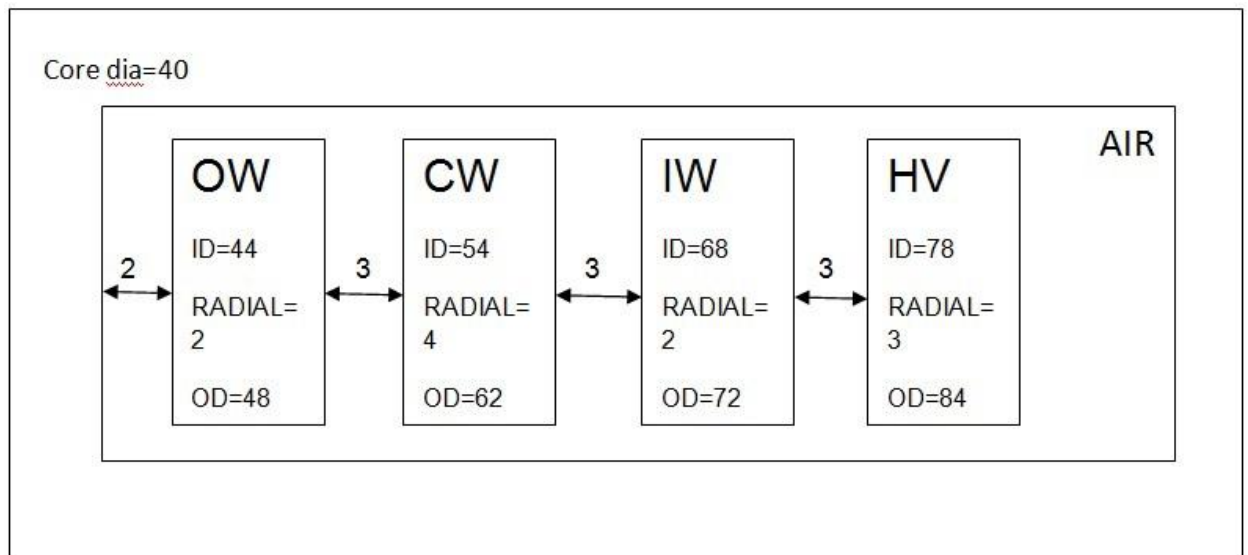 Core dia=40
AIR
OW
ID=44
RADIAL=
2
OD=48
CW
ID=54
RADIAL=
4
OD=62
IW
ID=68
RADIAL=
2
OD=72
HV
ID=78
RADIAL=
3
OD=84
2
3
3
3